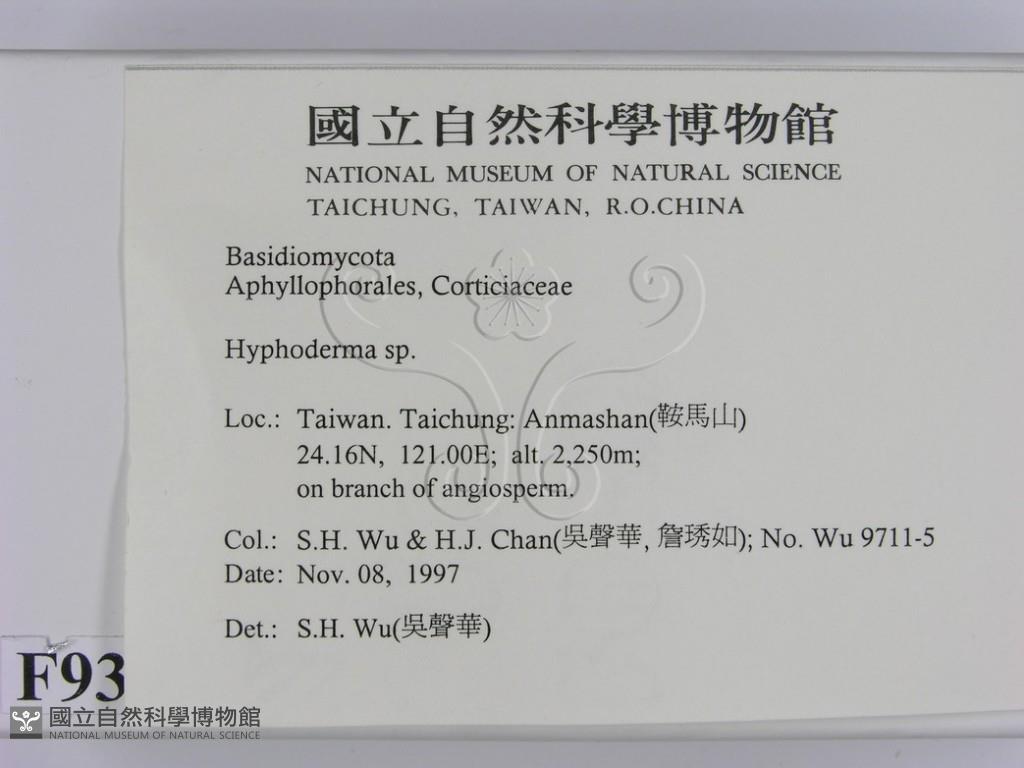 國立自然科學博物館
NATIONAL MUSEUM OF NATURAL SCIENCE
TAICHUNG, TAIWAN, R.O.CHINA
Basidiomycota
Aphyllophorales, Corticiaceae
Hyphoderma sp.
Loc.: Taiwan. Taichung: Anmashan(鞍馬山)
24.16N, 121.00E; alt. 2,250m;
on branch of angiosperm.
Col.: S.H. Wu & H.J. Chan(吳聲華, 詹琇如); No. Wu 9711-5
Date: Nov. 08, 1997
Det.: S.H. Wu(吳聲華)
F93
國立自然科學博物館
NATIONAL MUSEUM OF NATURAL SCIENCE